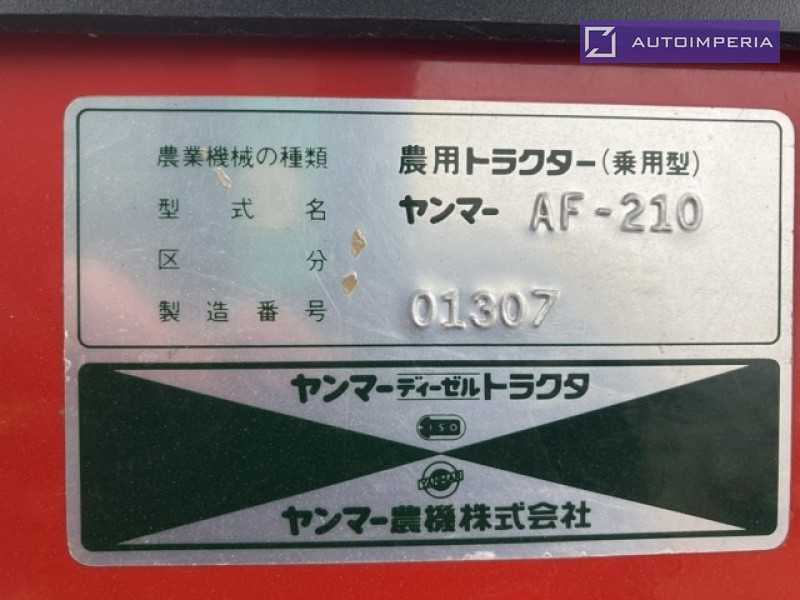 AUTOIMPERIA
農業機械の種類 農用トラクター(乗用型)
型式名 ヤンマー AF-210
区分
製造番号 01307
ヤンマーディーゼルトラクタ
ISO
YANMAR
ヤンマー農機株式会社